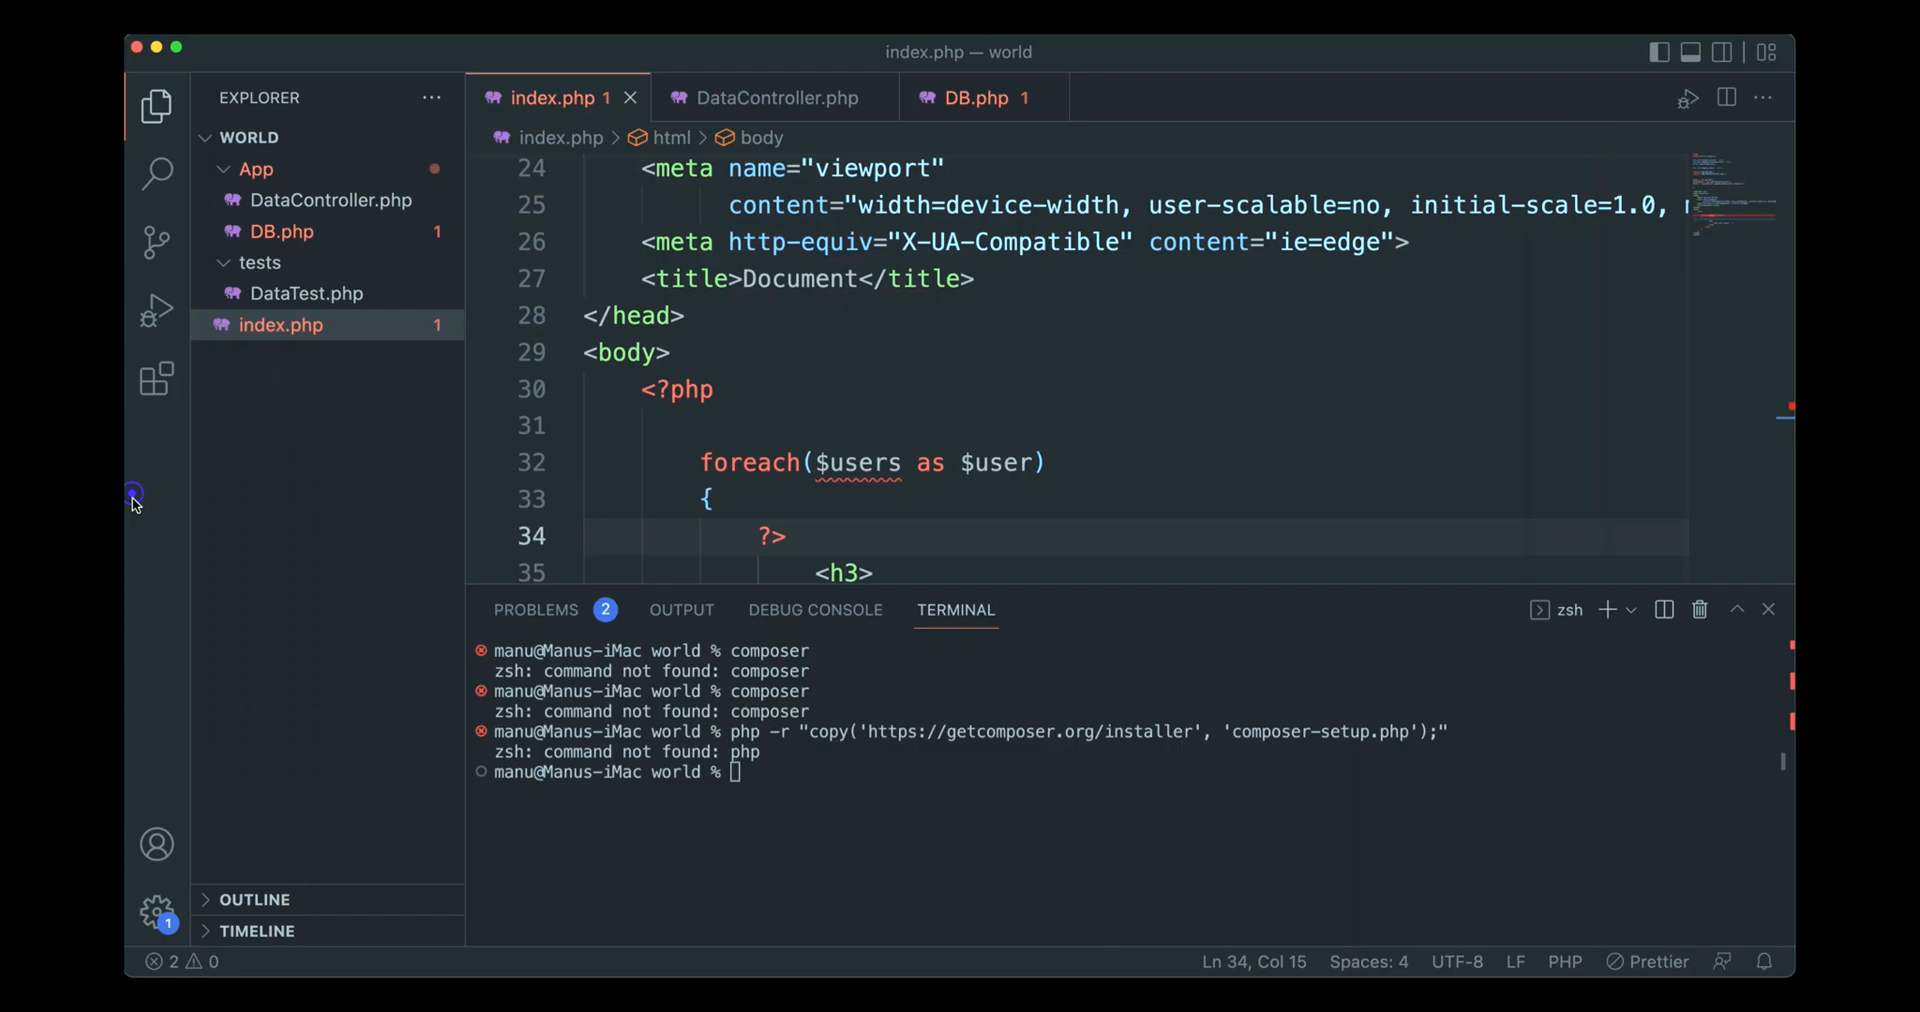 index.php — world
EXPLORER
WORLD
App
DataController.php
DB.php 1
tests
DataTest.php
index.php 1
OUTLINE
TIMELINE
index.php 1
DataController.php
DB.php 1
index.php > html > body
24 <meta name="viewport"
25 content="width=device-width, user-scalable=no, initial-scale=1.0,
26 <meta http-equiv="X-UA-Compatible" content="ie=edge">
27 <title>Document</title>
28 </head>
29 <body>
30 <?php
31
32 foreach($users as $user)
33 {
34 ?>
35 <h3>
PROBLEMS 2 OUTPUT DEBUG CONSOLE TERMINAL
zsh
manu@Manus-iMac world % composer
zsh: command not found: composer
manu@Manus-iMac world % composer
zsh: command not found: composer
manu@Manus-iMac world % php -r "copy('https://getcomposer.org/installer', 'composer-setup.php');"
zsh: command not found: php
manu@Manus-iMac world %
1
2 0
Ln 34, Col 15 Spaces: 4 UTF-8 LF PHP Prettier